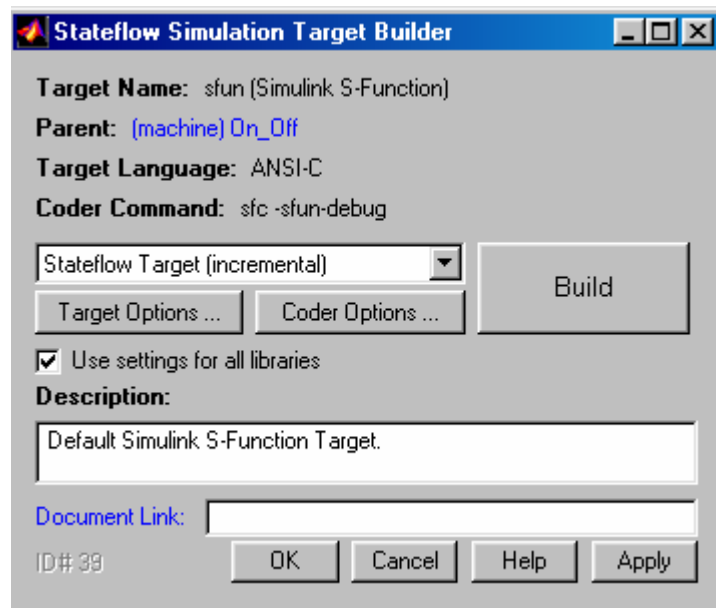 Stateflow Simulation Target Builder
Target Name: sfun (Simulink S-Function)
Parent: (machine) On_Off
Target Language: ANSI-C
Coder Command: sfc -sfun-debug
Stateflow Target (incremental)
Build
Target Options ... Coder Options ...
Use settings for all libraries
Description:
Default Simulink S-Function Target.
Document Link:
ID# 39 OK Cancel Help Apply